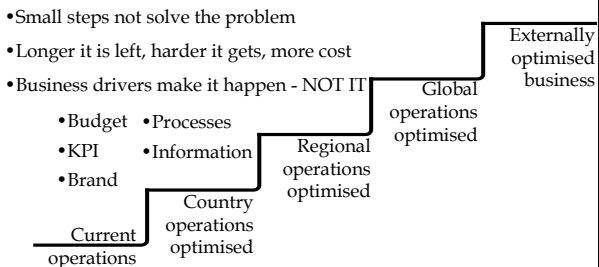 •Small steps not solve the problem
•Longer it is left, harder it gets, more cost
•Business drivers make it happen - NOT IT
•Budget •Processes
•KPI •Information
•Brand
Current
operations
Country
operations
optimised
Regional
operations
optimised
Global
operations
optimised
Externally
optimised
business